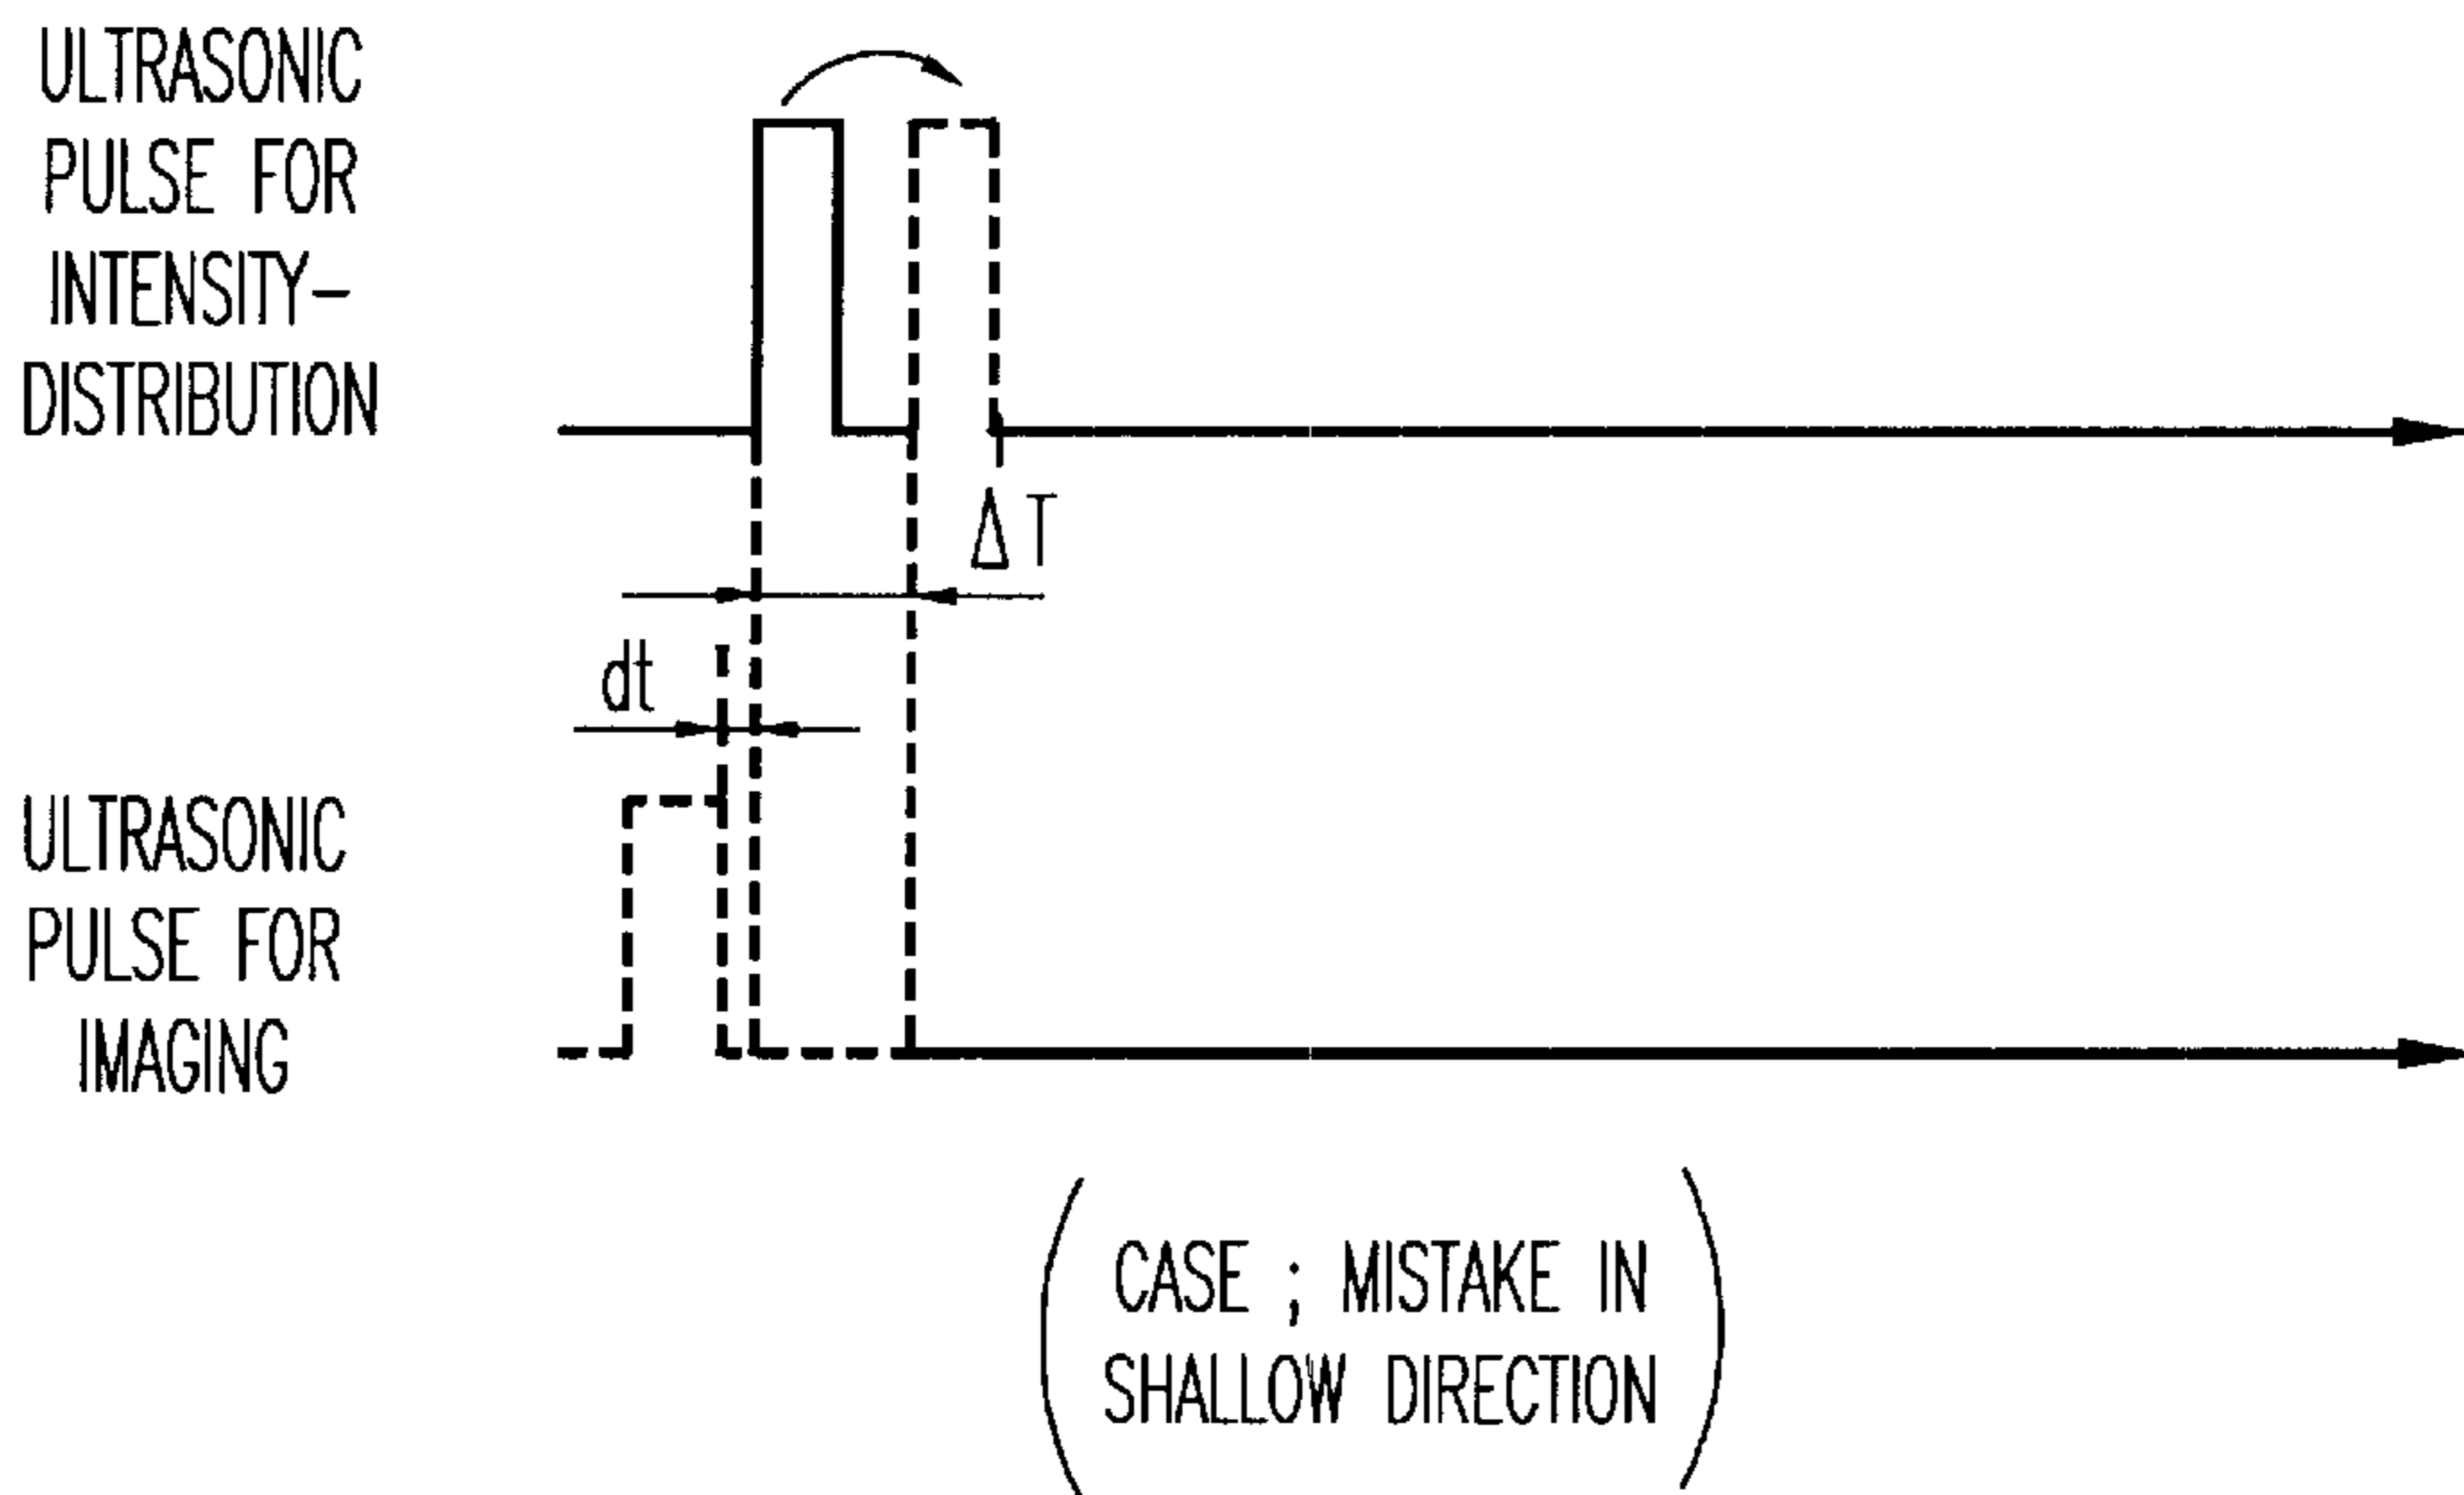 ULTRASONIC
PULSE FOR
INTENSITY-
DISTRIBUTION
ΔT
dt
ULTRASONIC
PULSE FOR
IMAGING
CASE ; MISTAKE IN
SHALLOW DIRECTION